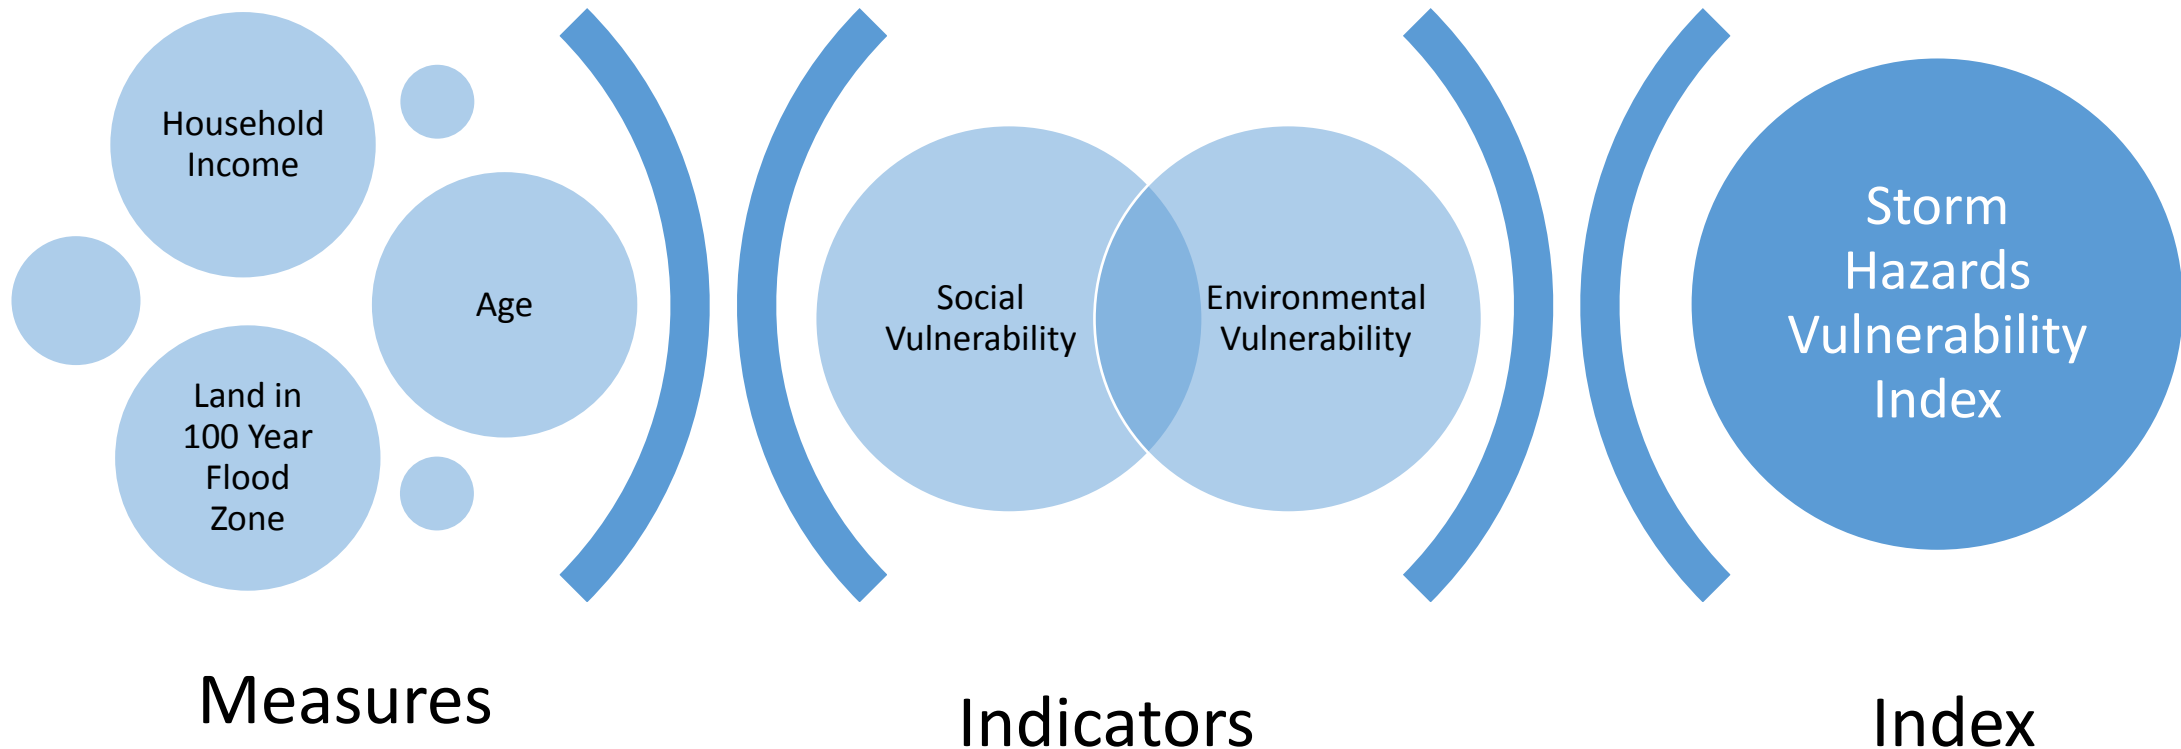 Household
Income
Age
Land in
100 Year
Flood
Zone
Social
Vulnerability
Environmental
Vulnerability
Storm
Hazards
Vulnerability
Index
Measures
Indicators
Index